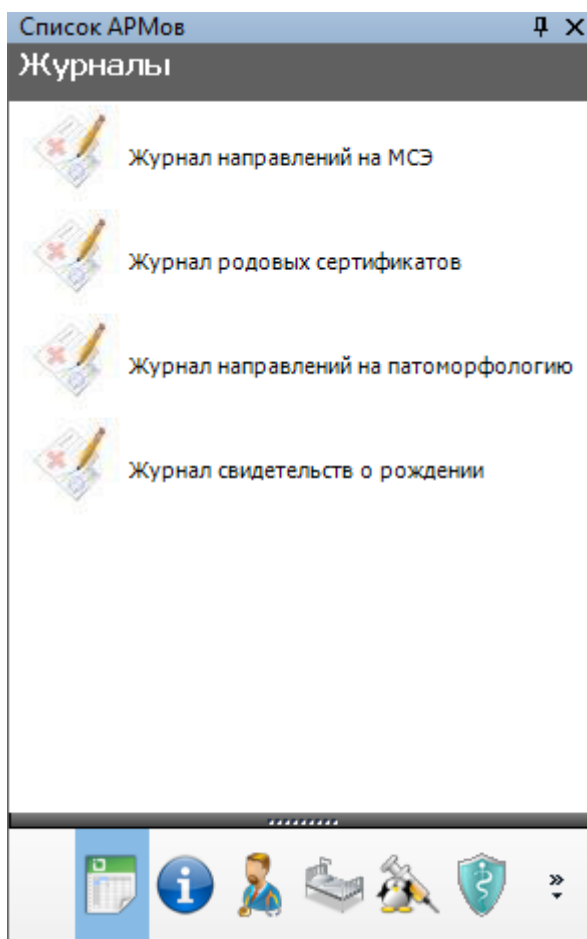 Список АРМов
Журналы
Журнал направлений на МСЭ
Журнал родовых сертификатов
Журнал направлений на патоморфологию
Журнал свидетельств о рождении